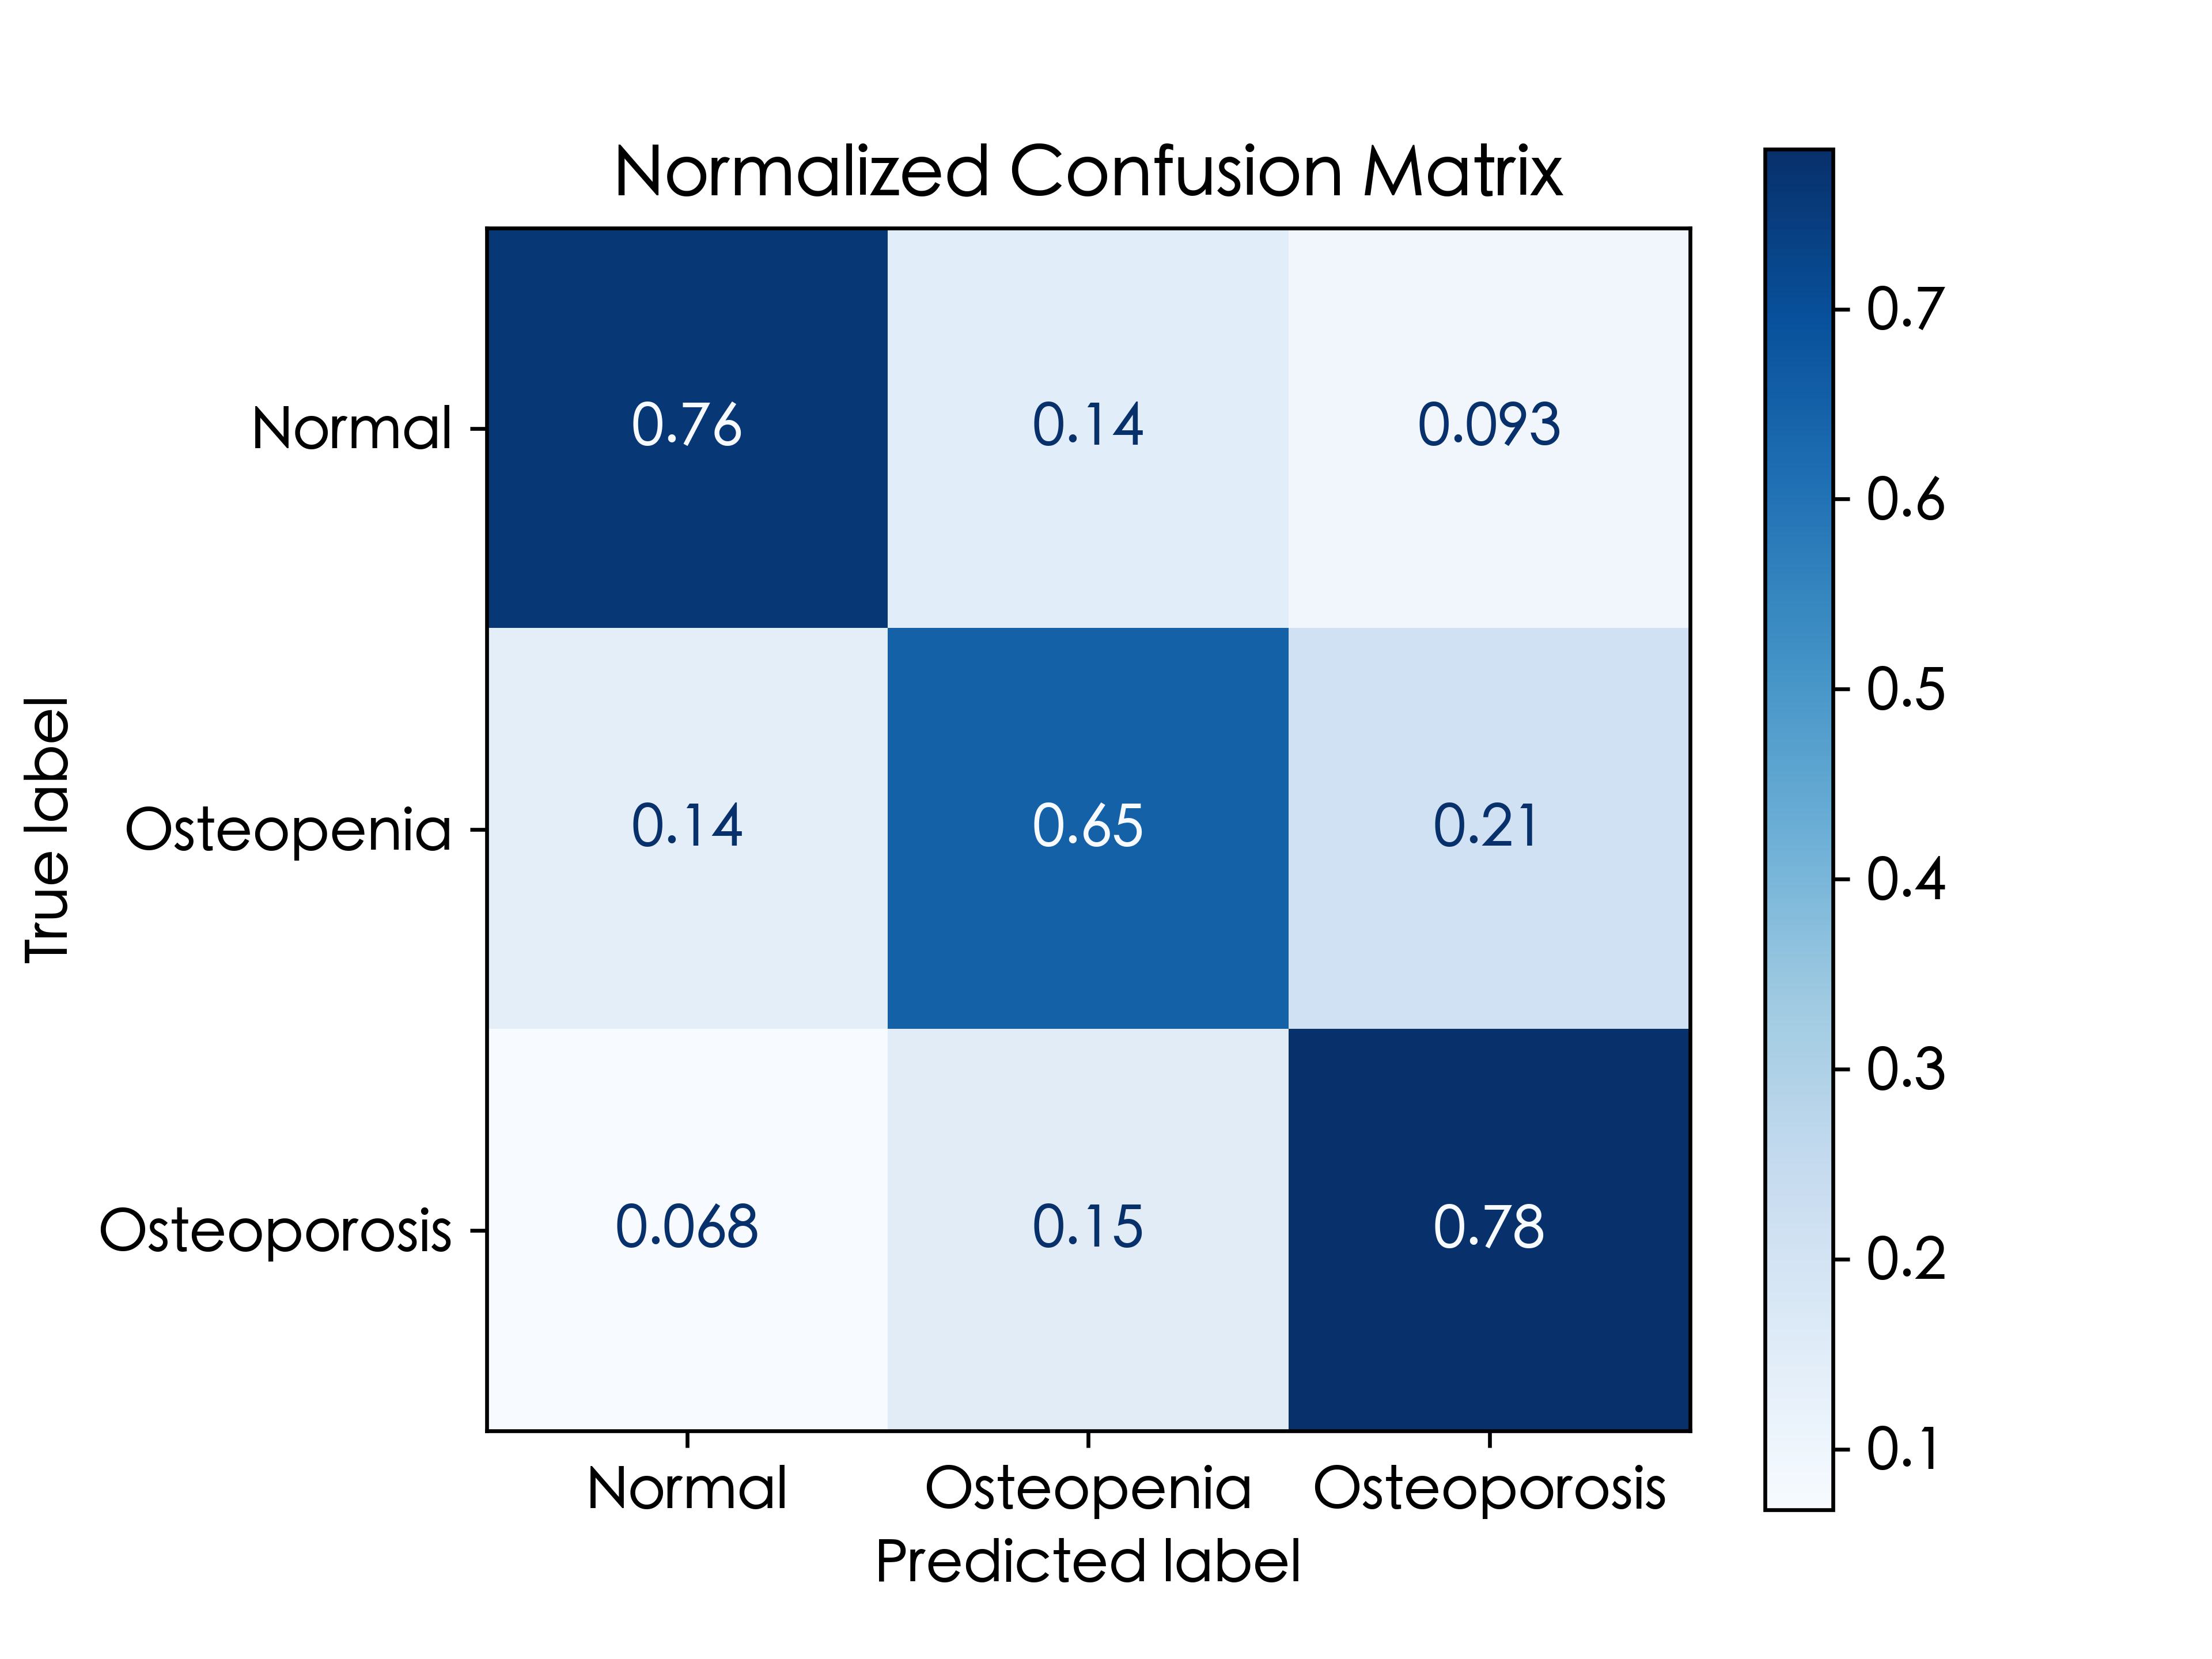 Normalized Confusion Matrix
True label
Normal 0.76 0.14 0.093
Osteopenia 0.14 0.65 0.21
Osteoporosis 0.068 0.15 0.78
Normal Osteopenia Osteoporosis
Predicted label
0.7
0.6
0.5
0.4
0.3
0.2
0.1